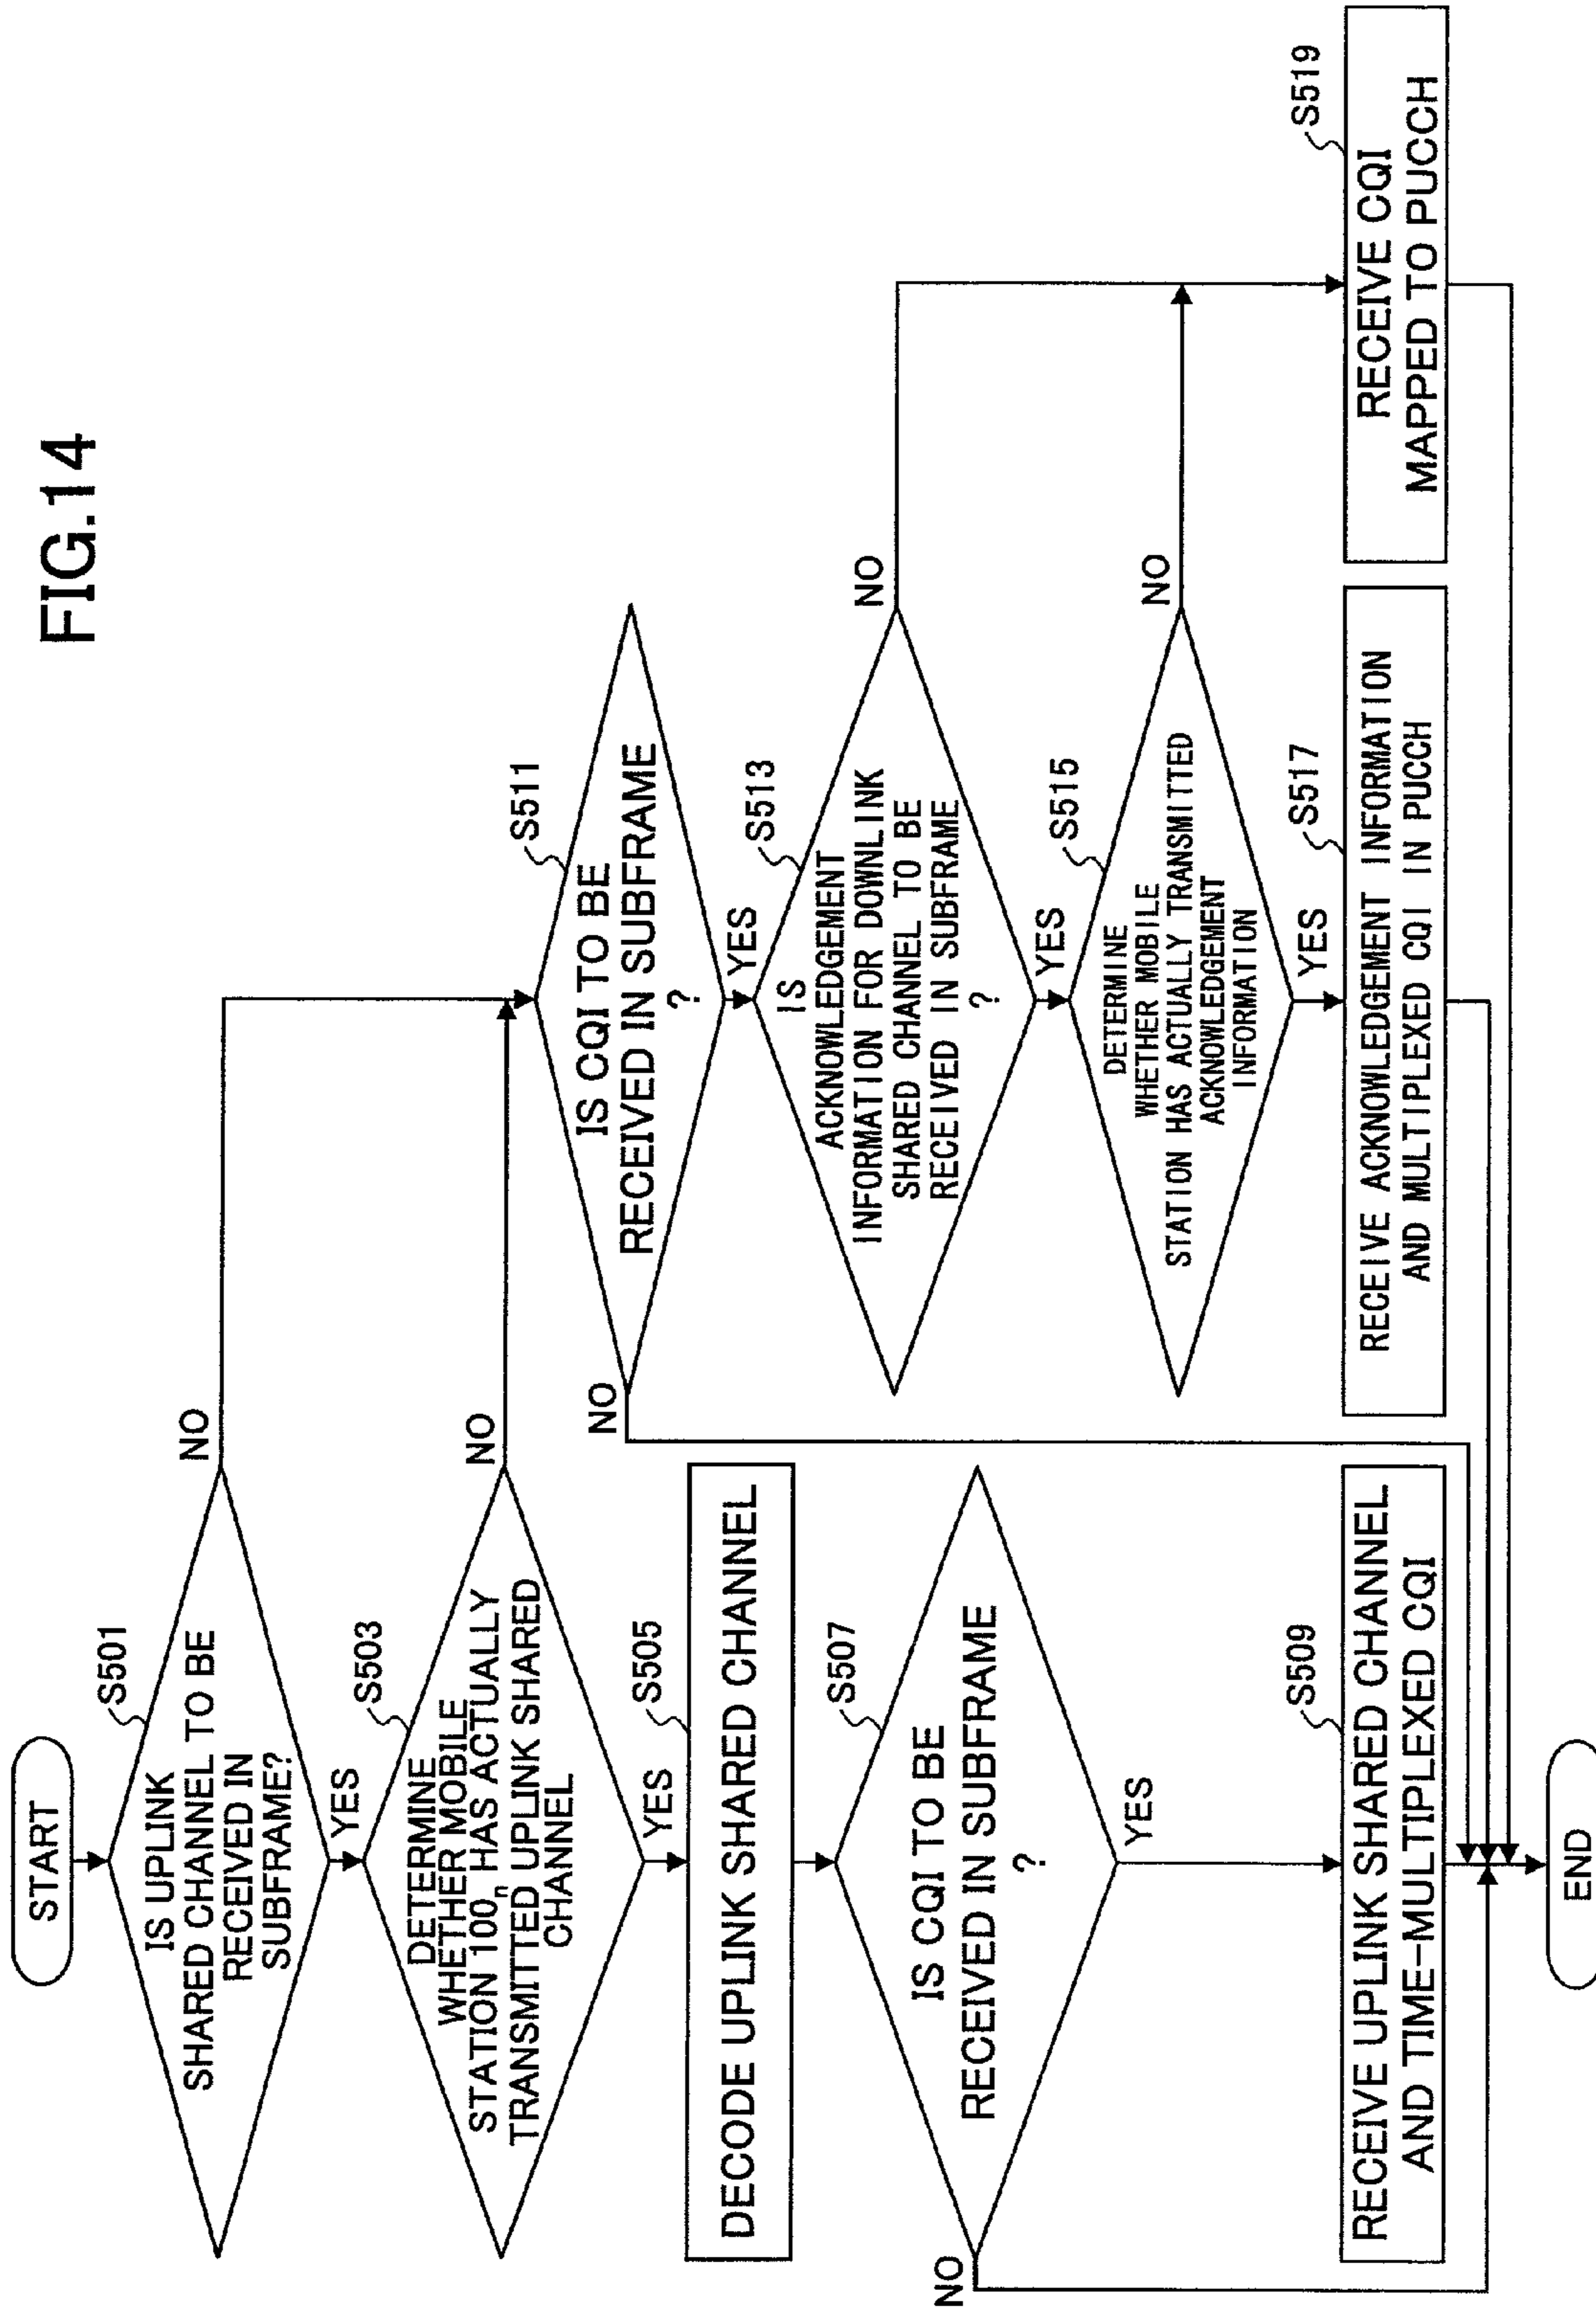 FIG.14
START
S501
IS UPLINK
SHARED CHANNEL TO BE
RECEIVED IN
SUBFRAME?
NO
YES
S503
DETERMINE
WHETHER MOBILE
STATION 100n HAS ACTUALLY
TRANSMITTED UPLINK SHARED
CHANNEL
NO
YES
S505
DECODE UPLINK SHARED CHANNEL
S507
IS CQI TO BE
RECEIVED IN SUBFRAME
?
NO
YES
S509
RECEIVE UPLINK SHARED CHANNEL
AND TIME-MULTIPLEXED CQI
S511
IS CQI TO BE
RECEIVED IN SUBFRAME
?
NO
YES
S513
IS
ACKNOWLEDGEMENT
INFORMATION FOR DOWNLINK
SHARED CHANNEL TO BE
RECEIVED IN SUBFRAME
?
NO
YES
S515
DETERMINE
WHETHER MOBILE
STATION HAS ACTUALLY TRANSMITTED
ACKNOWLEDGEMENT
INFORMATION
NO
YES
S517
RECEIVE ACKNOWLEDGEMENT INFORMATION
AND MULTIPLEXED CQI IN PUCCH
S519
RECEIVE CQI
MAPPED TO PUCCH
END